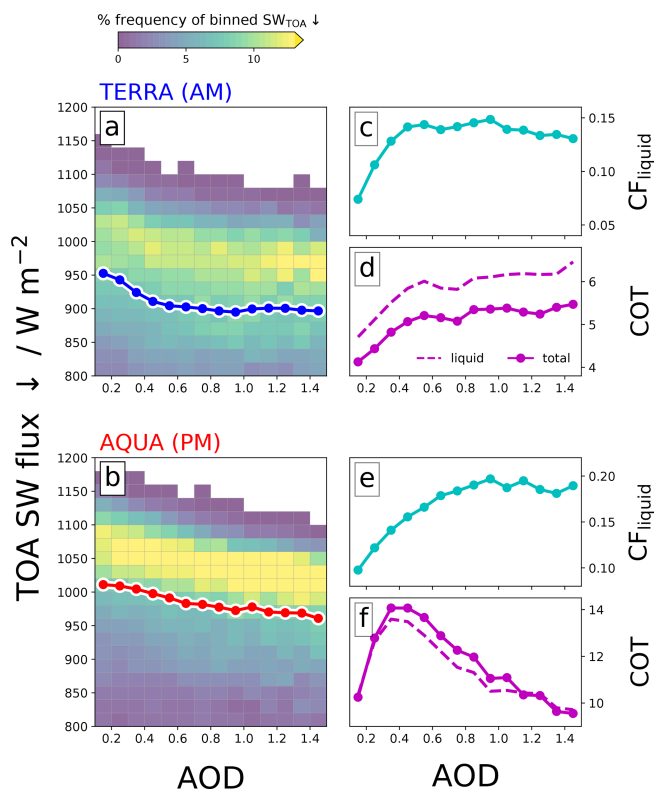 % frequency of binned SW_TOA ↓
0 5 10
TERRA (AM)
TOA SW flux ↓ / W m⁻²
a
1200
1150
1100
1050
1000
950
900
850
800
0.2 0.4 0.6 0.8 1.0 1.2 1.4
c
0.15
0.10
0.05
CF_liquid
d
6
5
4
COT
liquid total
0.2 0.4 0.6 0.8 1.0 1.2 1.4
AQUA (PM)
b
1200
1150
1100
1050
1000
950
900
850
800
0.2 0.4 0.6 0.8 1.0 1.2 1.4
AOD
e
0.20
0.15
0.10
CF_liquid
f
14
12
10
COT
0.2 0.4 0.6 0.8 1.0 1.2 1.4
AOD